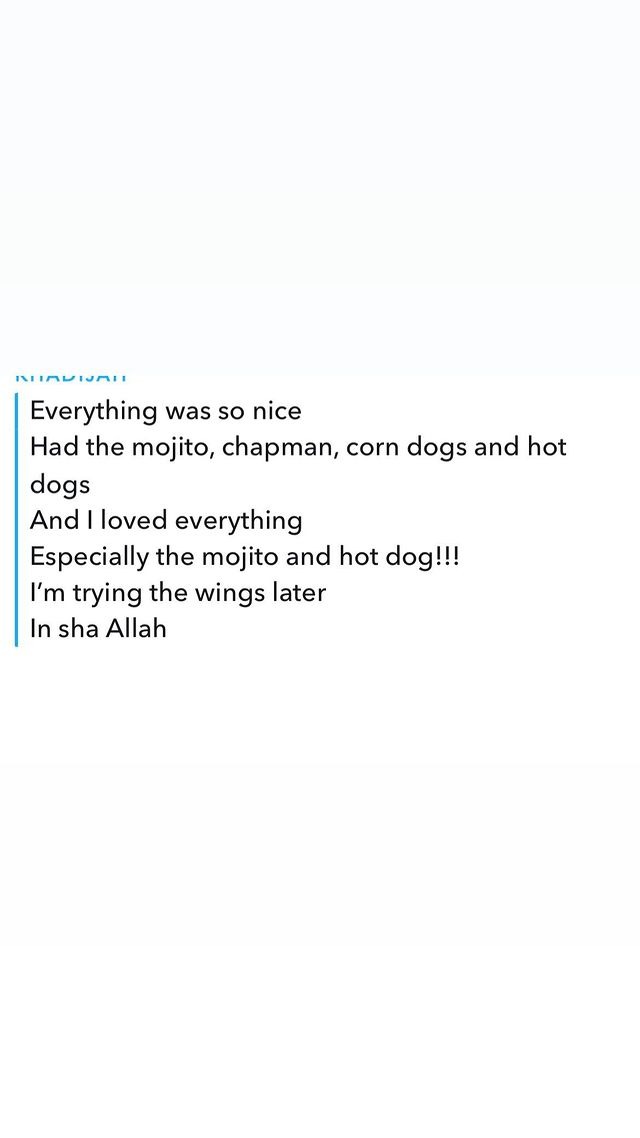 KHADIJAH
Everything was so nice
Had the mojito, chapman, corn dogs and hot
dogs
And I loved everything
Especially the mojito and hot dog!!!
I’m trying the wings later
In sha Allah